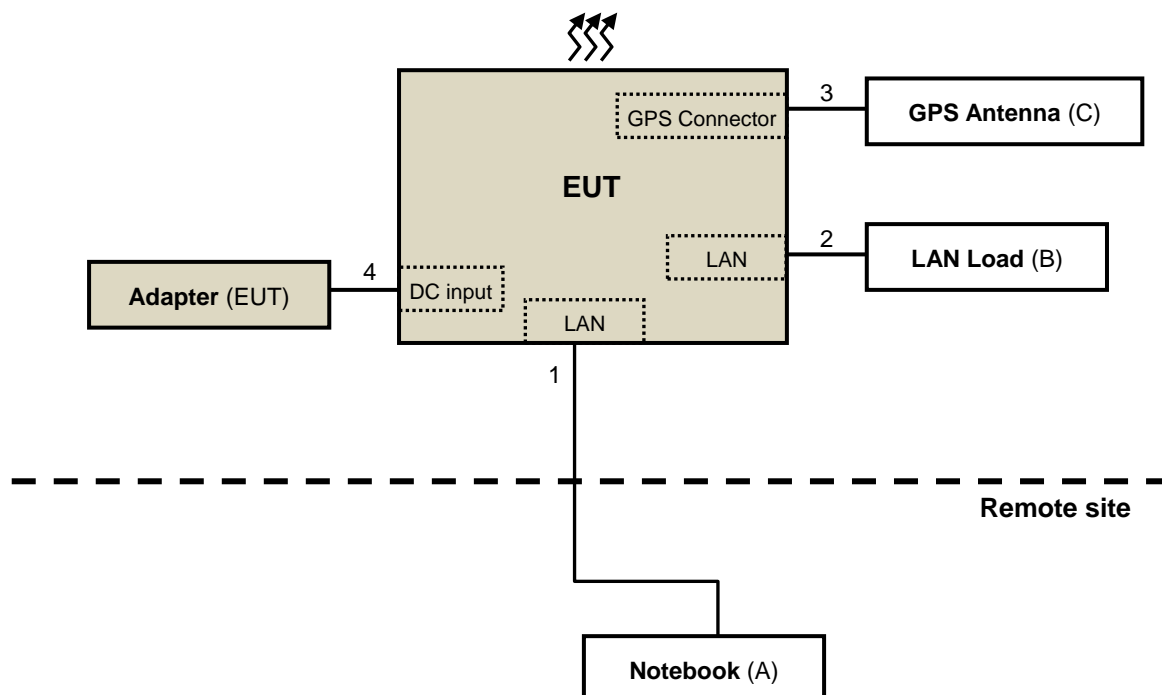 3
GPS Connector
GPS Antenna (C)
EUT
2
LAN
LAN Load (B)
4
Adapter (EUT)
DC input
LAN
1
Remote site
Notebook (A)